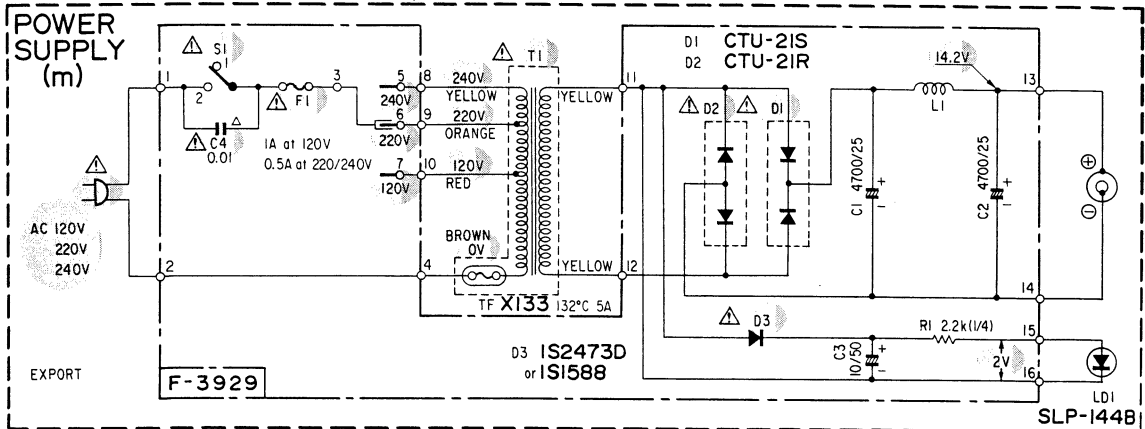 POWER
SUPPLY
(m)
S1
1
2
F1
3
C4
0.01
1A at 120V
0.5A at 220/240V
5
240V
6
220V
7
120V
8
240V
YELLOW
9
220V
ORANGE
10
120V
RED
BROWN
0V
4
2
AC 120V
220V
240V
T1
TF X133 132°C 5A
YELLOW
11
YELLOW
12
D1 CTU-21S
D2 CTU-21R
D2
D1
14.2V
L1
13
C1 4700/25
+
-
C2 4700/25
+
-
⊕
⊖
14
D3
R1 2.2k(1/4)
15
C3
10/50
+
-
2V
16
D3 1S2473D
or 1S1588
LD1
SLP-144B
EXPORT
F-3929